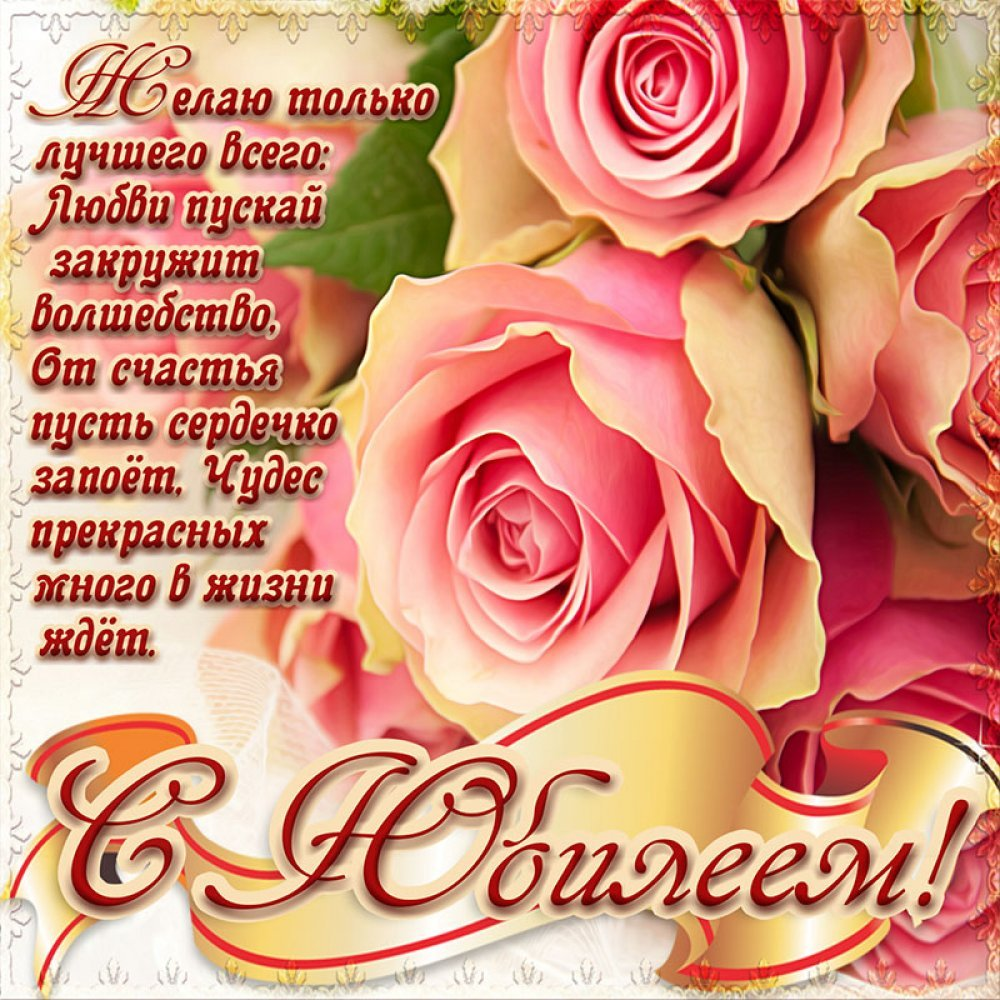 Желаю только
лучшего всего:
Любви пускай
закружит
волшебство,
От счастья
пусть сердечко
запоёт, Чудес
прекрасных
много в жизни
ждёт.
С Юбилеем!